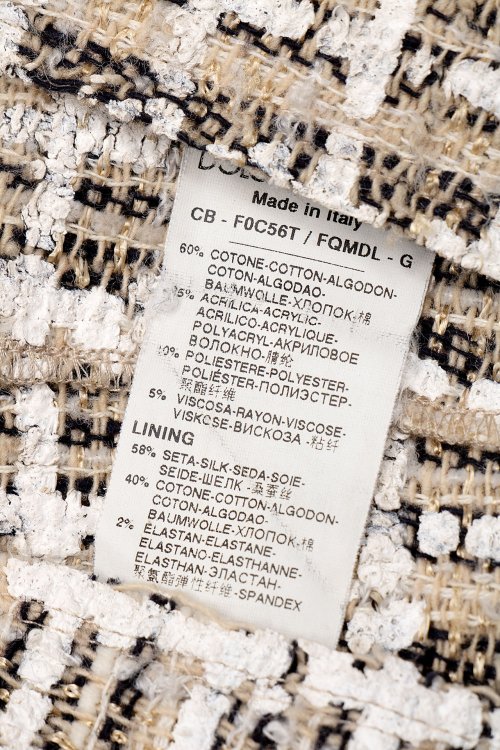 Made in Italy
CB - F0C56T / FQMDL - G
60% COTONE-COTTON-ALGODON-
COTON-ALGODAO-
BAUMWOLLE-ХЛОПОК-棉
ACRILICA-ACRYLIC-
ACRILICO-ACRYLIQUE-
POLYACRYL-АКРИЛОВОЕ
ВОЛОКНО-腈纶
POLIESTERE-POLYESTER-
POLIÉSTER-ПОЛИЭСТЕР-
聚酯纤维
5% VISCOSA-RAYON-VISCOSE-
VISKOSE-ВИСКОЗА-粘纤
LINING
58% SETA-SILK-SEDA-SOIE-
SEIDE-ШЕЛК-桑蚕丝
40% COTONE-COTTON-ALGODON-
COTON-ALGODAO-
BAUMWOLLE-ХЛОПОК-棉
2% ELASTAN-ELASTANE-
ELASTANO-ELASTHANNE-
ELASTHAN-ЭЛАСТАН-
聚氨酯弹性纤维-SPANDEX